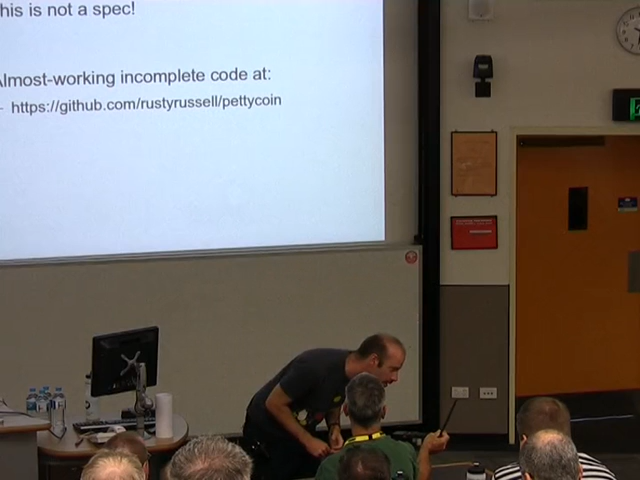 his is not a spec!
Almost-working incomplete code at:
– https://github.com/rustyrussell/pettycoin